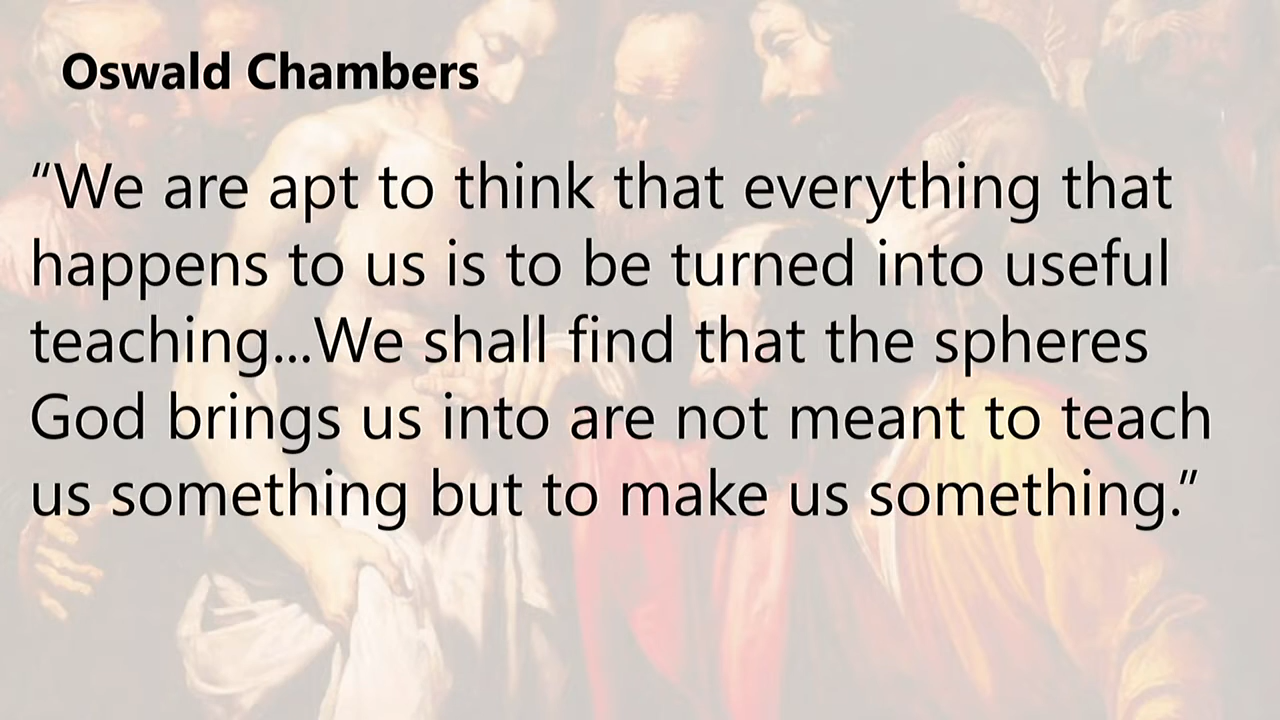 Oswald Chambers
“We are apt to think that everything that
happens to us is to be turned into useful
teaching...We shall find that the spheres
God brings us into are not meant to teach
us something but to make us something.”